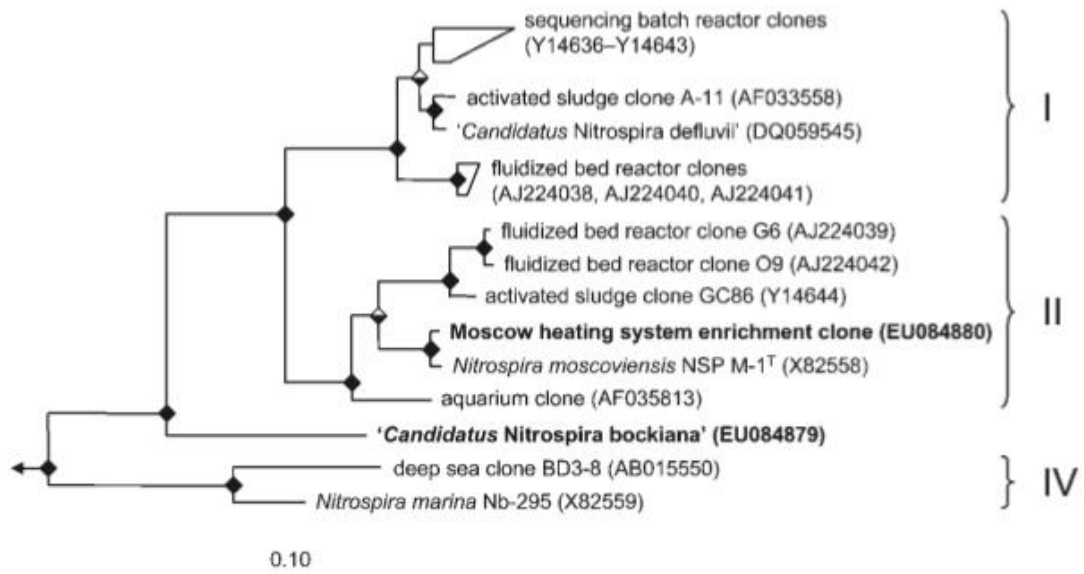 sequencing batch reactor clones
(Y14636–Y14643)
activated sludge clone A-11 (AF033558)
'Candidatus Nitrospira defluvii' (DQ059545)
I
fluidized bed reactor clones
(AJ224038, AJ224040, AJ224041)
fluidized bed reactor clone G6 (AJ224039)
fluidized bed reactor clone O9 (AJ224042)
activated sludge clone GC86 (Y14644)
II
Moscow heating system enrichment clone (EU084880)
Nitrospira moscoviensis NSP M-1ᵀ (X82558)
aquarium clone (AF035813)
'Candidatus Nitrospira bockiana' (EU084879)
deep sea clone BD3-8 (AB015550)
IV
Nitrospira marina Nb-295 (X82559)
0.10